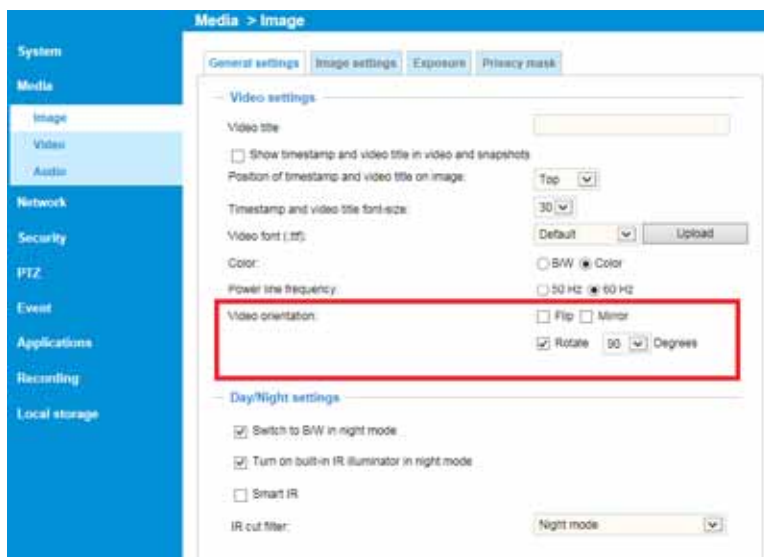 Media > Image
System
Media
Image
Video
Audio
Network
Security
PTZ
Event
Applications
Recording
Local storage
General settings Image settings Exposure Privacy mask
Video settings
Video title
Show timestamp and video title in video and snapshots
Position of timestamp and video title on image: Top
Timestamp and video title font-size: 30
Video font (.ttf): Default Upload
Color: B/W Color
Power line frequency: 50 Hz 60 Hz
Video orientation: Flip Mirror
Rotate 90 Degrees
Day/Night settings
Switch to B/W in night mode
Turn on built-in IR illuminator in night mode
Smart IR
IR cut filter: Night mode